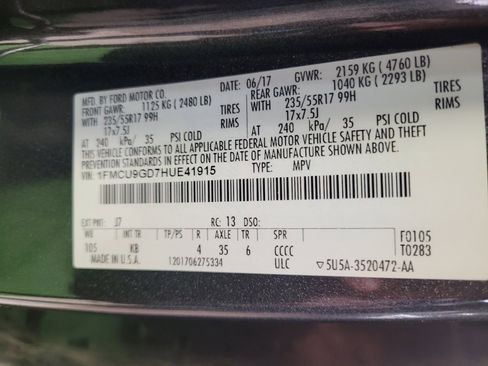 MFD. BY FORD MOTOR CO.
DATE: 06/17 GVWR: 2159 KG ( 4760 LB)
FRONT GAWR: 1125 KG ( 2480 LB) REAR GAWR: 1040 KG ( 2293 LB)
WITH 235/55R17 99H TIRES WITH 235/55R17 99H TIRES
17x7.5J RIMS 17x7.5J RIMS
AT 240 kPa/ 35 PSI COLD AT 240 kPa/ 35 PSI COLD
THIS VEHICLE CONFORMS TO ALL APPLICABLE FEDERAL MOTOR VEHICLE SAFETY AND THEFT
PREVENTION STANDARDS IN EFFECT ON THE DATE OF MANUFACTURE SHOWN ABOVE.
VIN: 1FMCU9GD7HUE41915 TYPE: MPV
EXT PNT: J7 RC: 13 DSO:
WB INT TR TP/PS R AXLE TR SPR F0105
105 KB 4 35 6 CCCC T0283
MADE IN U.S.A. 1201706275334 ULC ▽5U5A-3520472-AA